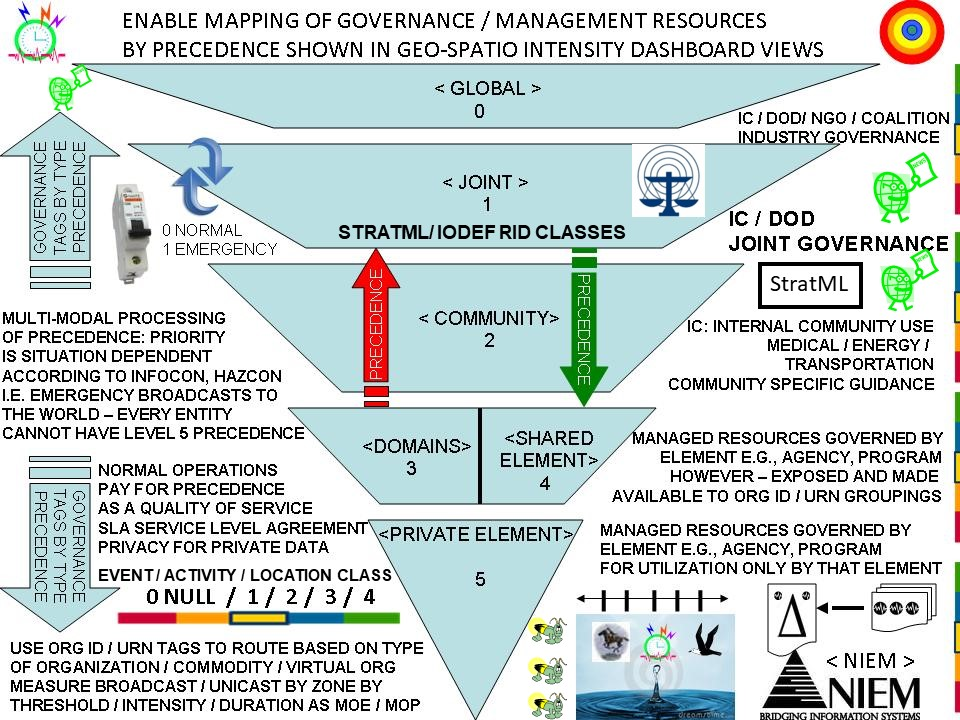 ENABLE MAPPING OF GOVERNANCE / MANAGEMENT RESOURCES
BY PRECEDENCE SHOWN IN GEO-SPATIO INTENSITY DASHBOARD VIEWS
< GLOBAL >
0
IC / DOD/ NGO / COALITION
INDUSTRY GOVERNANCE
GOVERNANCE
TAGS BY TYPE
PRECEDENCE
< JOINT >
1
STRATML/ IODEF RID CLASSES
0 NORMAL
1 EMERGENCY
NEWS
IC / DOD
JOINT GOVERNANCE
StratML
PRECEDENCE
PRECEDENCE
< COMMUNITY>
2
IC: INTERNAL COMMUNITY USE
MEDICAL / ENERGY /
TRANSPORTATION
COMMUNITY SPECIFIC GUIDANCE
MULTI-MODAL PROCESSING
OF PRECEDENCE: PRIORITY
IS SITUATION DEPENDENT
ACCORDING TO INFOCON, HAZCON
I.E. EMERGENCY BROADCASTS TO
THE WORLD – EVERY ENTITY
CANNOT HAVE LEVEL 5 PRECEDENCE
<DOMAINS>
3
<SHARED
ELEMENT>
4
MANAGED RESOURCES GOVERNED BY
ELEMENT E.G., AGENCY, PROGRAM
HOWEVER – EXPOSED AND MADE
AVAILABLE TO ORG ID / URN GROUPINGS
GOVERNANCE
TAGS BY TYPE
PRECEDENCE
NORMAL OPERATIONS
PAY FOR PRECEDENCE
AS A QUALITY OF SERVICE
SLA SERVICE LEVEL AGREEMENT
PRIVACY FOR PRIVATE DATA
<PRIVATE ELEMENT>
5
MANAGED RESOURCES GOVERNED BY
ELEMENT E.G., AGENCY, PROGRAM
FOR UTILIZATION ONLY BY THAT ELEMENT
EVENT / ACTIVITY / LOCATION CLASS
0 NULL / 1 / 2 / 3 / 4
USE ORG ID / URN TAGS TO ROUTE BASED ON TYPE
OF ORGANIZATION / COMMODITY / VIRTUAL ORG
MEASURE BROADCAST / UNICAST BY ZONE BY
THRESHOLD / INTENSITY / DURATION AS MOE / MOP
Δ
< NIEM >
NIEM
BRIDGING INFORMATION SYSTEMS
dreamstime